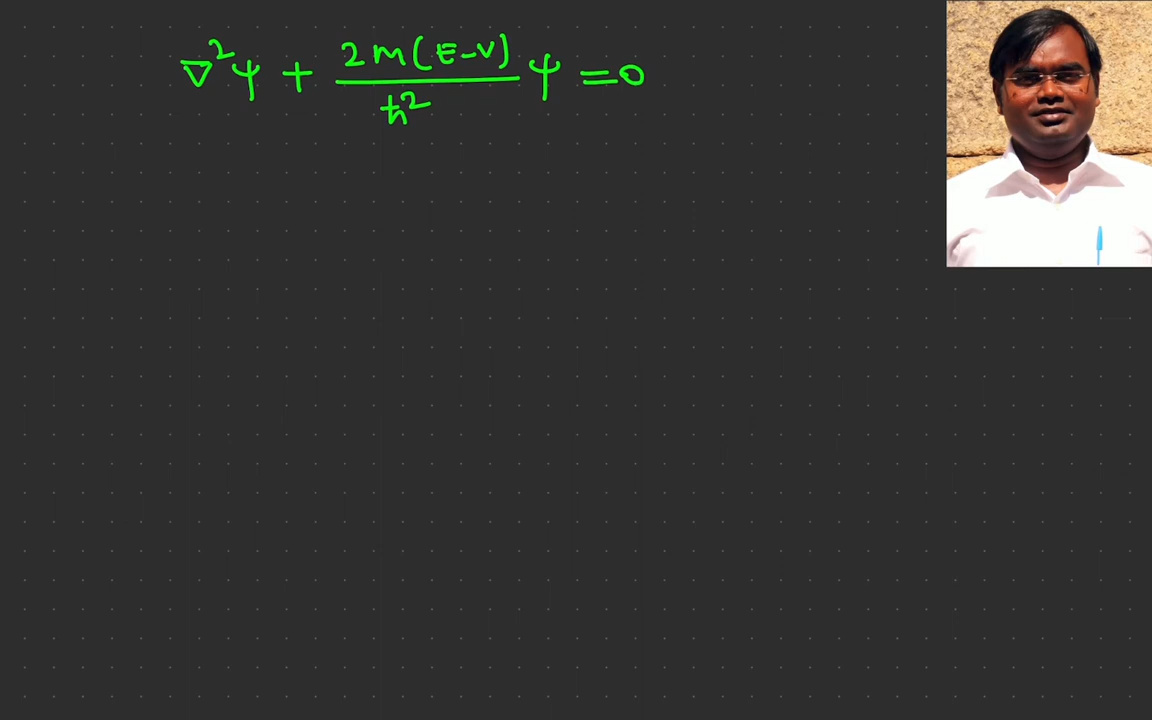 ∇²ψ + 2m(E-V)/ħ² ψ = 0